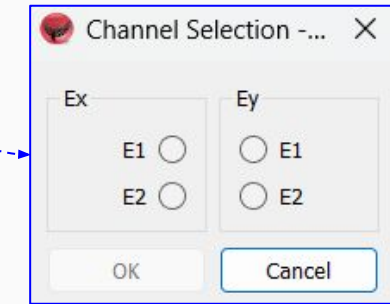 Channel Selection -...
Ex Ey
E1 E1
E2 E2
OK Cancel